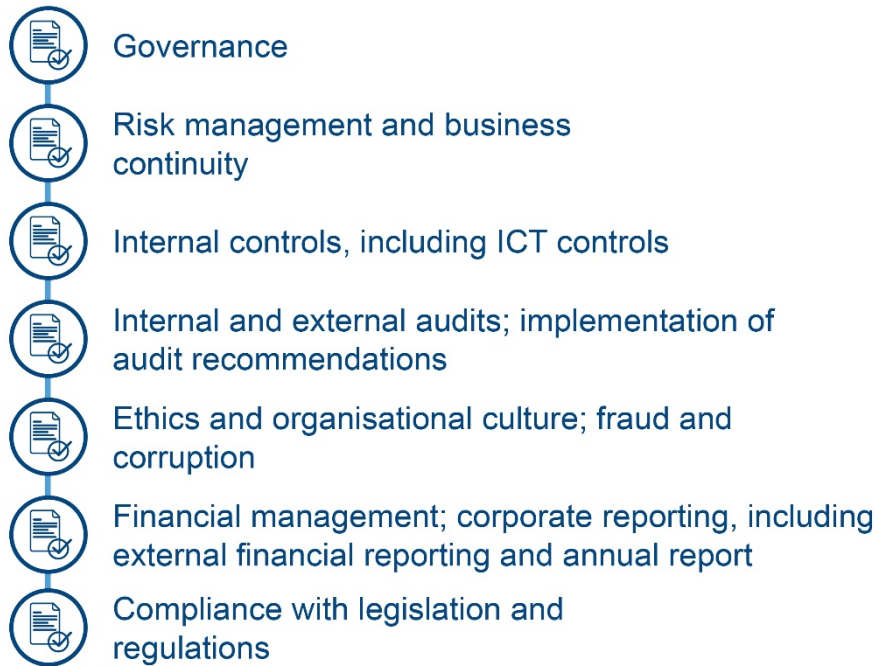 Governance
Risk management and business
continuity
Internal controls, including ICT controls
Internal and external audits; implementation of
audit recommendations
Ethics and organisational culture; fraud and
corruption
Financial management; corporate reporting, including
external financial reporting and annual report
Compliance with legislation and
regulations